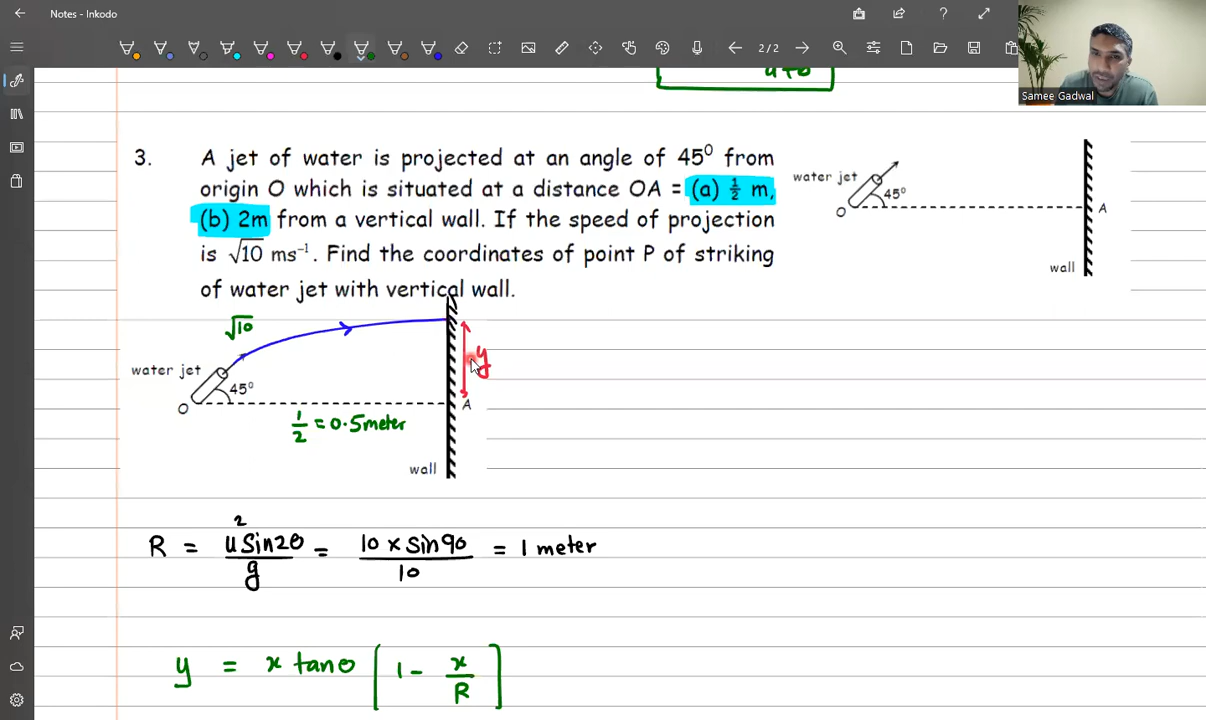 Notes - Inkodo
2/2
Samee Gadwal
3. A jet of water is projected at an angle of 45⁰ from
origin O which is situated at a distance OA = (a) ½ m,
(b) 2m from a vertical wall. If the speed of projection
is √10 ms⁻¹. Find the coordinates of point P of striking
of water jet with vertical wall.
water jet
45⁰
O
A
wall
√10
water jet
45⁰
y
O
A
1/2 = 0.5meter
wall
R = u² Sin2θ / g = 10 × Sin90 / 10 = 1 meter
y = x tanθ [1 - x/R]